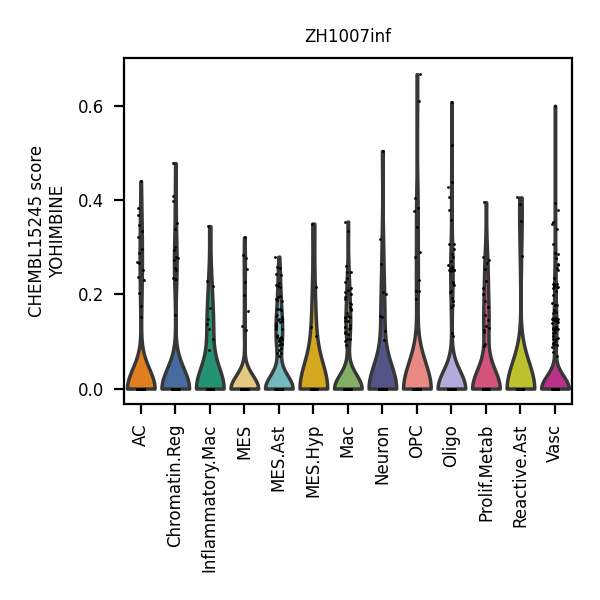 ZH1007inf
CHEMBL15245 score
YOHIMBINE
0.6
0.4
0.2
0.0
AC
Chromatin.Reg
Inflammatory.Mac
MES
MES.Ast
MES.Hyp
Mac
Neuron
OPC
Oligo
Prolif.Metab
Reactive.Ast
Vasc